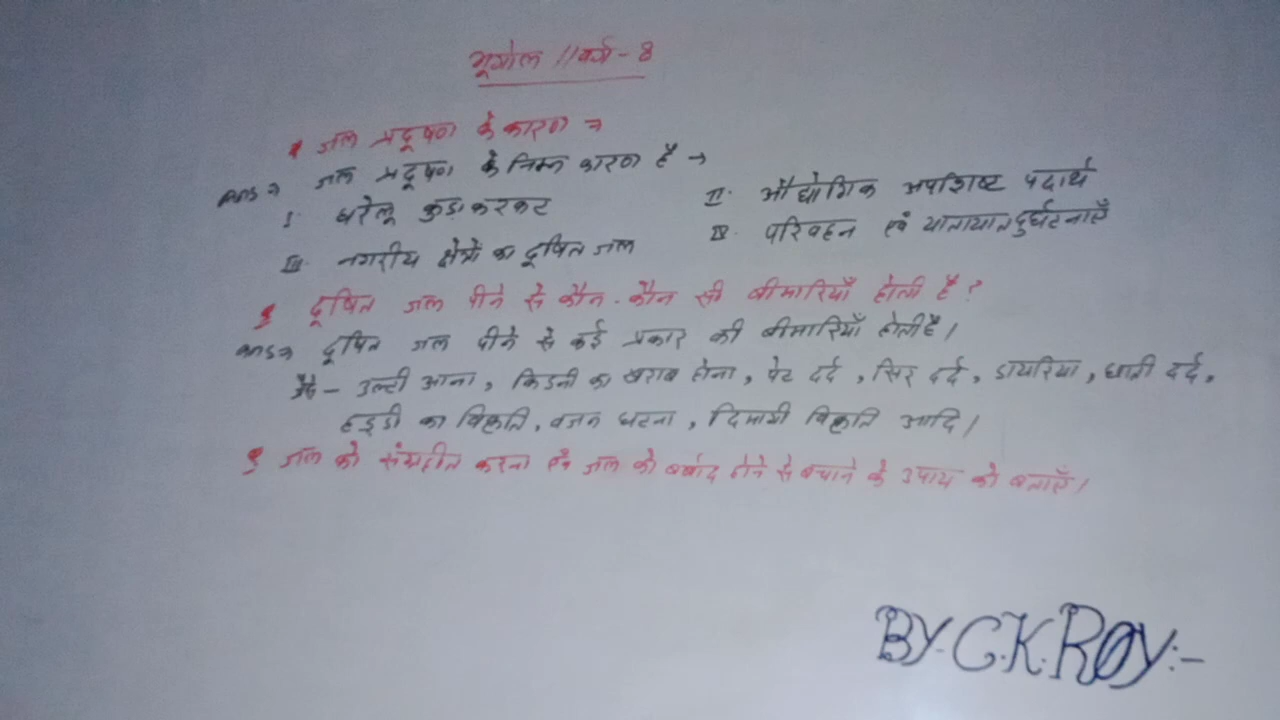 भूगोल // वर्ग - 8
* जल प्रदूषण के कारण →
Ans → जल प्रदूषण के निम्न कारण है →
I. घरेलू कुड़ा करकट II. औद्योगिक अपशिष्ट पदार्थ
III. नगरीय क्षेत्रों का दूषित जल IV. परिवहन एवं यातायात दुर्घटनाएँ
दूषित जल पीने से कौन-कौन सी बीमारियाँ होती है ?
Ans → दूषित जल पीने से कई प्रकार की बीमारियाँ होती है।
जैसे - उल्टी आना, किडनी का खराब होना, पेट दर्द, सिर दर्द, डायरिया, छाती दर्द,
हड्डी का विकृति, वजन घटना, दिमागी विकृति आदि।
जल को संग्रहीत करना एवं जल को बर्बाद होने से बचाने के उपाय को बताएँ।
BY. C.K. ROY:-